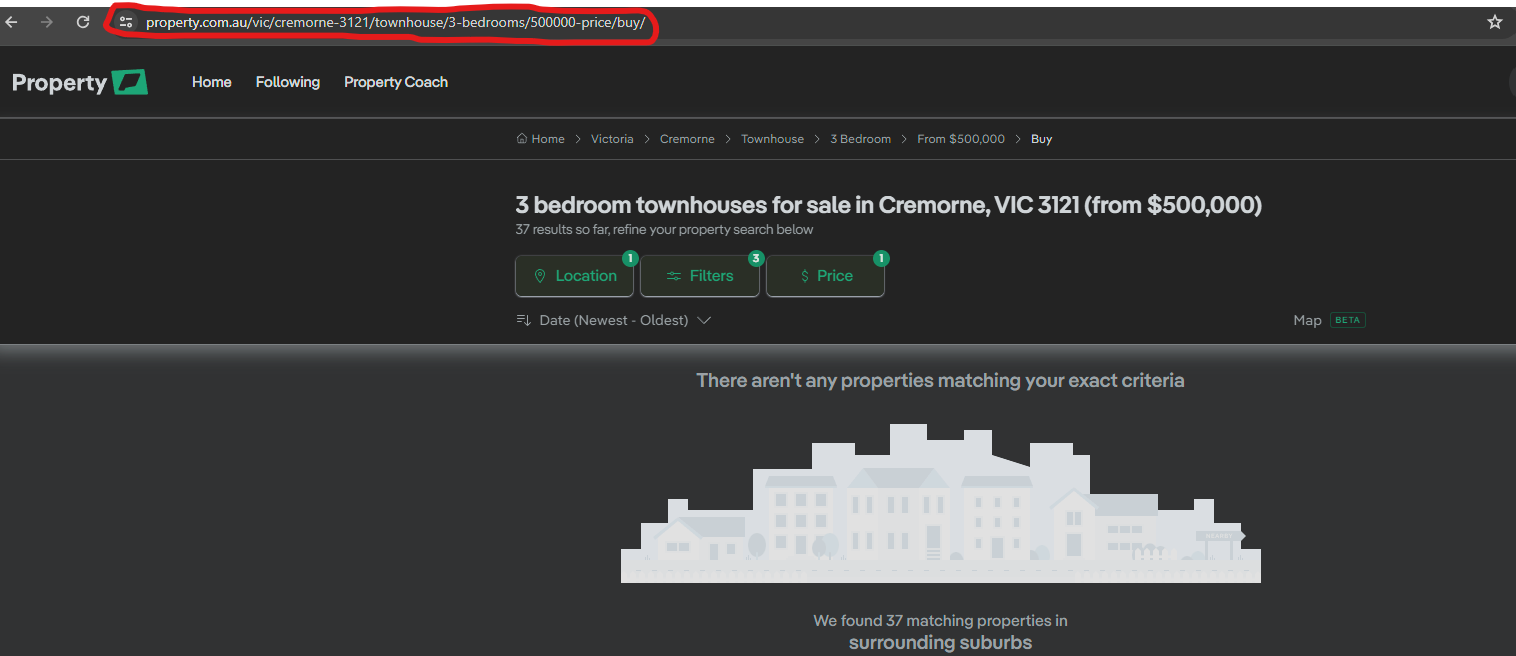 property.com.au/vic/cremorne-3121/townhouse/3-bedrooms/500000-price/buy/
Property Home Following Property Coach
Home > Victoria > Cremorne > Townhouse > 3 Bedroom > From $500,000 > Buy
3 bedroom townhouses for sale in Cremorne, VIC 3121 (from $500,000)
37 results so far, refine your property search below
Location 1 Filters 3 Price 1
Date (Newest - Oldest) Map BETA
There aren't any properties matching your exact criteria
We found 37 matching properties in
surrounding suburbs